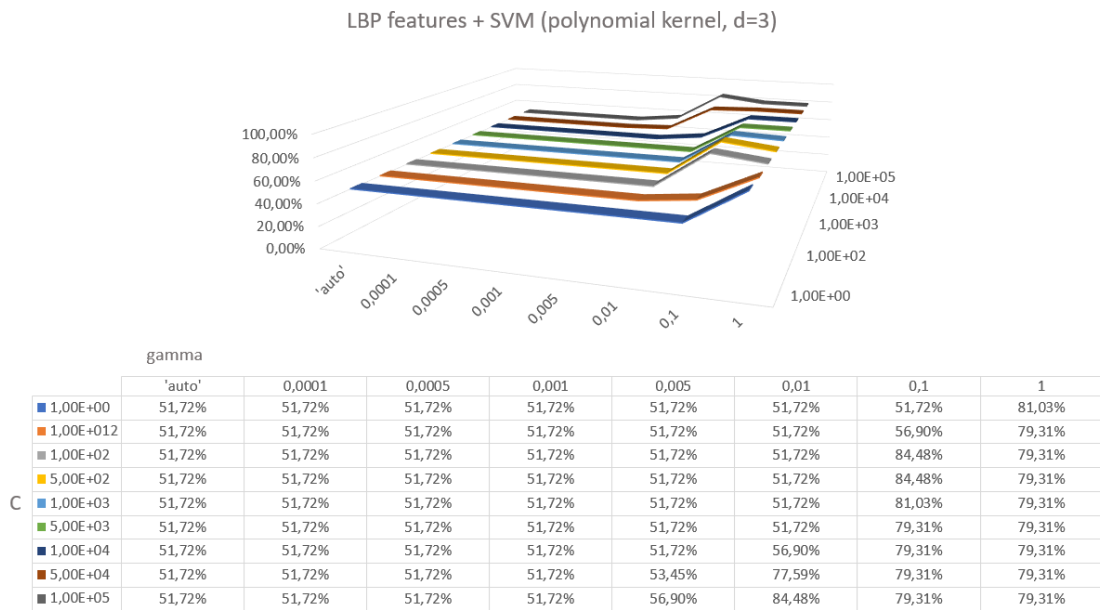 LBP features + SVM (polynomial kernel, d=3)
100,00%
80,00%
60,00%
40,00%
20,00%
0,00%
'auto'
0,0001
0,0005
0,001
0,005
0,01
0,1
1
1,00E+05
1,00E+04
1,00E+03
1,00E+02
1,00E+00
gamma
'auto' 0,0001 0,0005 0,001 0,005 0,01 0,1 1
1,00E+00 51,72% 51,72% 51,72% 51,72% 51,72% 51,72% 51,72% 81,03%
1,00E+012 51,72% 51,72% 51,72% 51,72% 51,72% 51,72% 56,90% 79,31%
1,00E+02 51,72% 51,72% 51,72% 51,72% 51,72% 51,72% 84,48% 79,31%
5,00E+02 51,72% 51,72% 51,72% 51,72% 51,72% 51,72% 84,48% 79,31%
C
1,00E+03 51,72% 51,72% 51,72% 51,72% 51,72% 51,72% 81,03% 79,31%
5,00E+03 51,72% 51,72% 51,72% 51,72% 51,72% 51,72% 79,31% 79,31%
1,00E+04 51,72% 51,72% 51,72% 51,72% 51,72% 56,90% 79,31% 79,31%
5,00E+04 51,72% 51,72% 51,72% 51,72% 53,45% 77,59% 79,31% 79,31%
1,00E+05 51,72% 51,72% 51,72% 51,72% 56,90% 84,48% 79,31% 79,31%